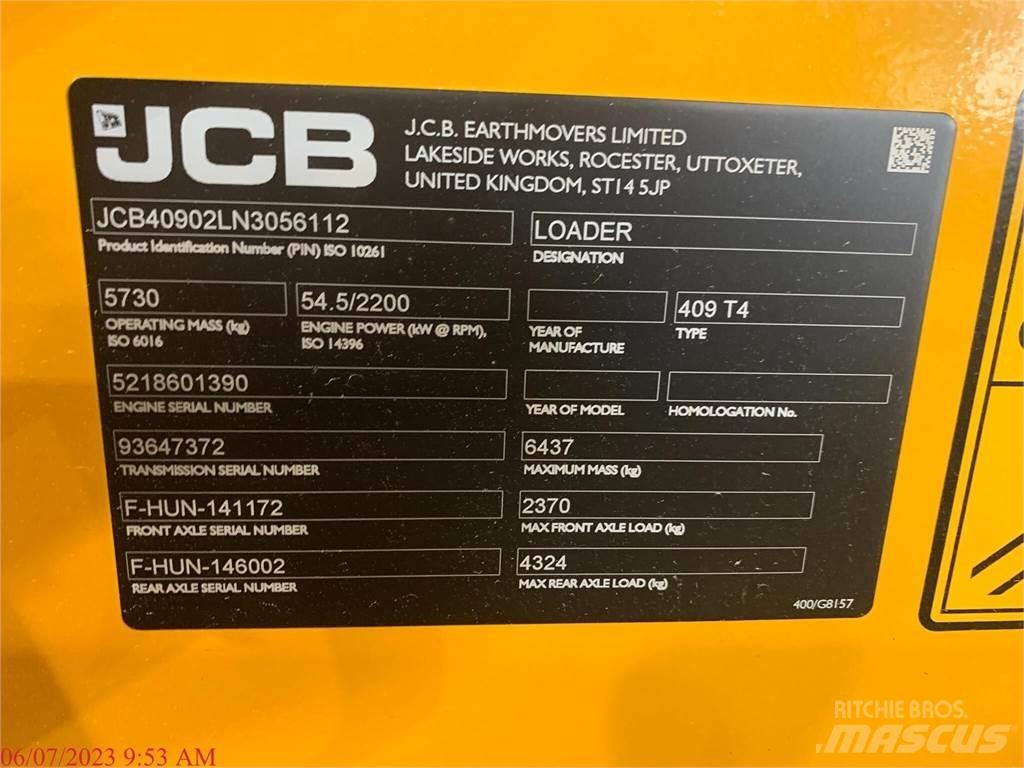 JCB
J.C.B. EARTHMOVERS LIMITED
LAKESIDE WORKS, ROCESTER, UTTOXETER,
UNITED KINGDOM, ST14 5JP
JCB40902LN3056112
Product Identification Number (PIN) ISO 10261
LOADER
DESIGNATION
5730
OPERATING MASS (kg)
ISO 6016
54.5/2200
ENGINE POWER (kW @ RPM),
ISO 14396
YEAR OF
MANUFACTURE
409 T4
TYPE
5218601390
ENGINE SERIAL NUMBER
YEAR OF MODEL
HOMOLOGATION No.
93647372
TRANSMISSION SERIAL NUMBER
6437
MAXIMUM MASS (kg)
F-HUN-141172
FRONT AXLE SERIAL NUMBER
2370
MAX FRONT AXLE LOAD (kg)
F-HUN-146002
REAR AXLE SERIAL NUMBER
4324
MAX REAR AXLE LOAD (kg)
400/G8157
06/07/2023 9:53 AM
RITCHIE BROS.
MASCUS